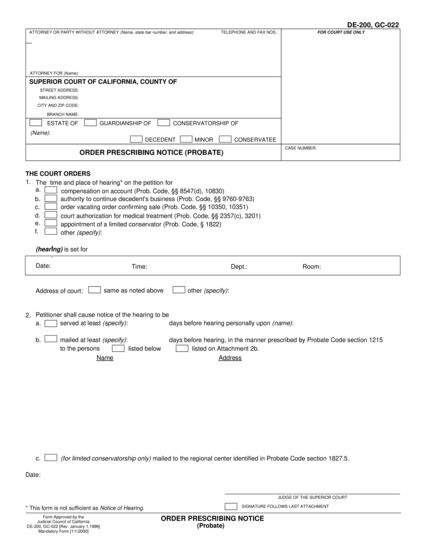 DE-200, GC-022
ATTORNEY OR PARTY WITHOUT ATTORNEY (Name, state bar number, and address): TELEPHONE AND FAX NOS.: FOR COURT USE ONLY
ATTORNEY FOR (Name):
SUPERIOR COURT OF CALIFORNIA, COUNTY OF
STREET ADDRESS:
MAILING ADDRESS:
CITY AND ZIP CODE:
BRANCH NAME:
ESTATE OF GUARDIANSHIP OF CONSERVATORSHIP OF
(Name):
DECEDENT MINOR CONSERVATEE
ORDER PRESCRIBING NOTICE (PROBATE) CASE NUMBER:
THE COURT ORDERS
1. The time and place of hearing* on the petition for
a. compensation on account (Prob. Code, §§ 8547(d), 10830)
b. authority to continue decedent's business (Prob. Code, §§ 9760-9763)
c. order vacating order confirming sale (Prob. Code, §§ 10350, 10351)
d. court authorization for medical treatment (Prob. Code, §§ 2357(c), 3201)
e. appointment of a limited conservator (Prob. Code, § 1822)
f. other (specify):
(hearing) is set for
Date: Time: Dept.: Room:
Address of court: same as noted above other (specify):
2. Petitioner shall cause notice of the hearing to be
a. served at least (specify): days before hearing personally upon (name):
b. mailed at least (specify): days before hearing, in the manner prescribed by Probate Code section 1215
to the persons listed below listed on Attachment 2b.
Name Address
c. (for limited conservatorship only) mailed to the regional center identified in Probate Code section 1827.5.
Date:
JUDGE OF THE SUPERIOR COURT
* This form is not sufficient as Notice of Hearing. SIGNATURE FOLLOWS LAST ATTACHMENT
Form Approved by the
Judicial Council of California
DE-200, GC-022 [Rev. January 1,1998]
Mandatory Form [1/1/2000]
ORDER PRESCRIBING NOTICE
(Probate)